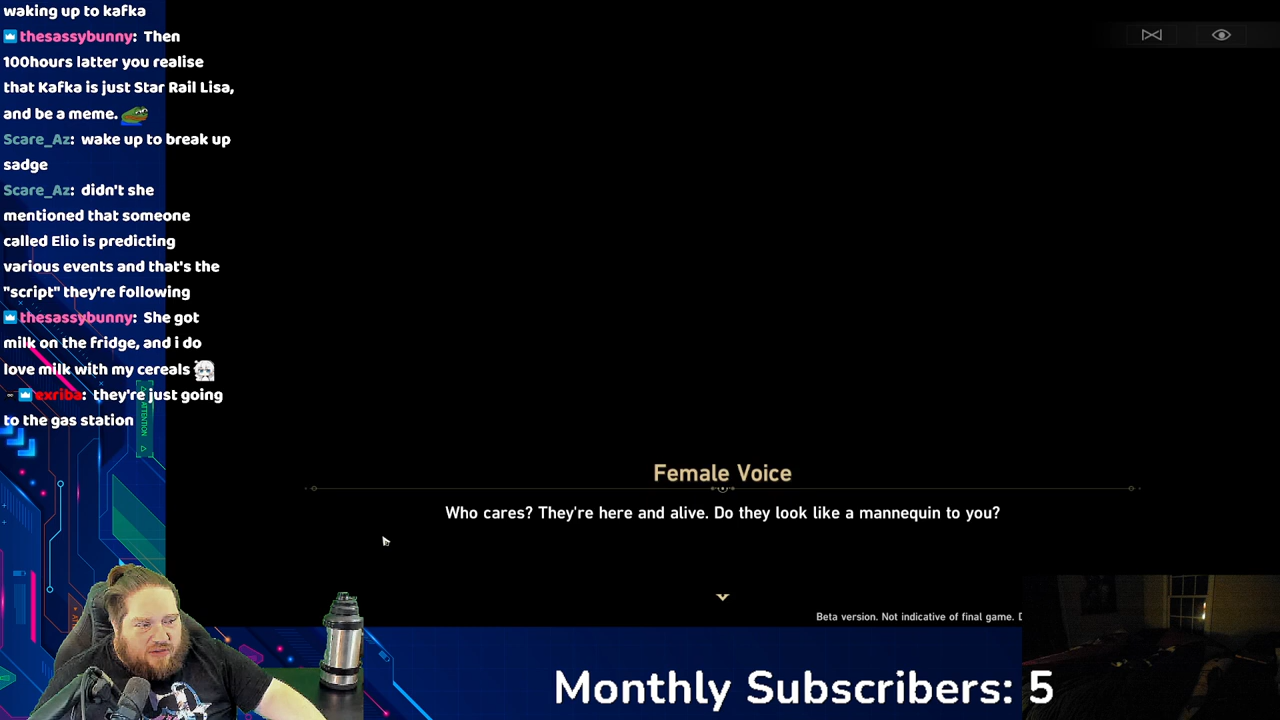 waking up to kafka
thesassybunny: Then
100hours latter you realise
that Kafka is just Star Rail Lisa,
and be a meme.
Scare_Az: wake up to break up
sadge
Scare_Az: didn't she
mentioned that someone
called Elio is predicting
various events and that's the
"script" they're following
thesassybunny: She got
milk on the fridge, and i do
love milk with my cereals
exriba: they're just going
to the gas station
ATTENTION
Female Voice
Who cares? They're here and alive. Do they look like a mannequin to you?
Beta version. Not indicative of final game. D
Monthly Subscribers: 5